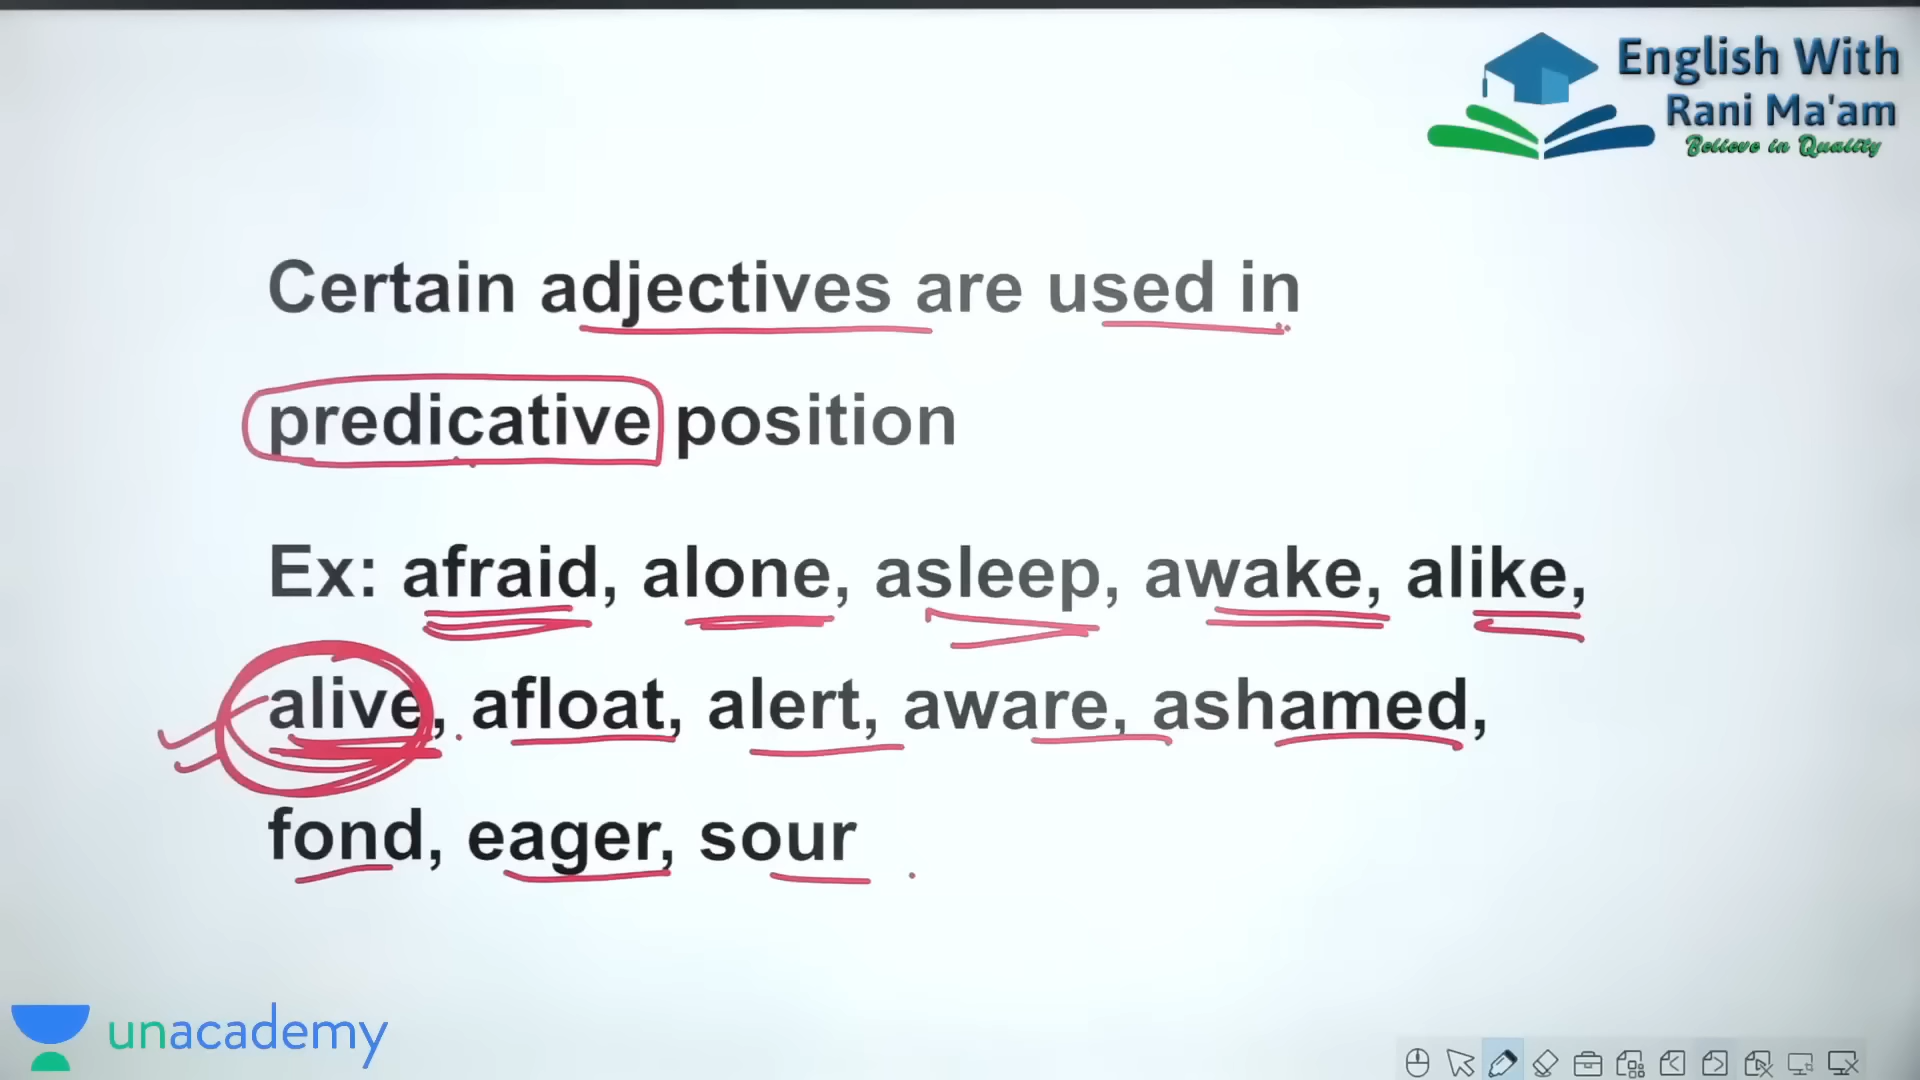 English With
Rani Ma'am
Believe in Quality
Certain adjectives are used in
predicative position
Ex: afraid, alone, asleep, awake, alike,
alive, afloat, alert, aware, ashamed,
fond, eager, sour
unacademy